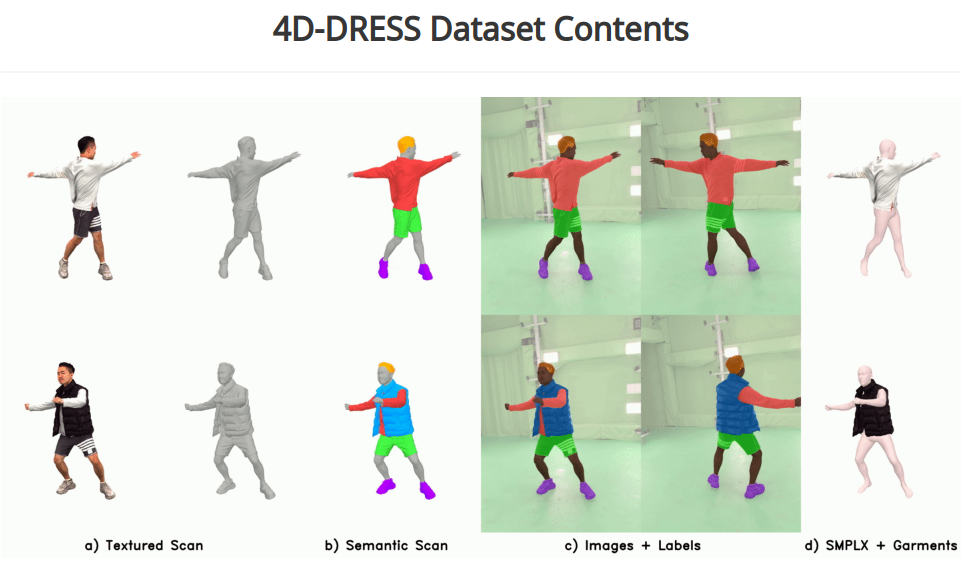 4D-DRESS Dataset Contents
a) Textured Scan
b) Semantic Scan
c) Images + Labels
d) SMPLX + Garments